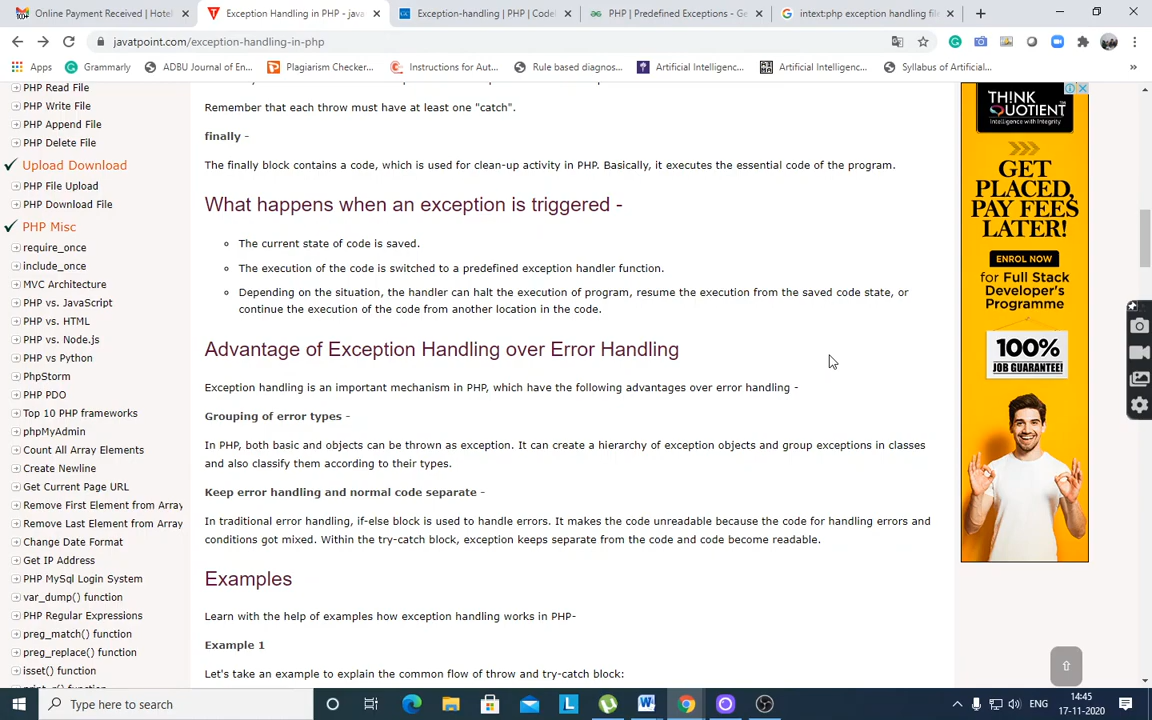 Online Payment Received | Hotel
Exception Handling in PHP - java
Exception-handling | PHP | Codel
PHP | Predefined Exceptions - Ge
intext:php exception handling file
javatpoint.com/exception-handling-in-php
Apps
Grammarly
ADBU Journal of En...
Plagiarism Checker...
Instructions for Aut...
Rule based diagnos...
Artificial Intelligenc...
Artificial Intelligenc...
Syllabus of Artificial...
PHP Read File
PHP Write File
PHP Append File
PHP Delete File
Upload Download
PHP File Upload
PHP Download File
PHP Misc
require_once
include_once
MVC Architecture
PHP vs. JavaScript
PHP vs. HTML
PHP vs. Node.js
PHP vs Python
PhpStorm
PHP PDO
Top 10 PHP frameworks
phpMyAdmin
Count All Array Elements
Create Newline
Get Current Page URL
Remove First Element from Array
Remove Last Element from Array
Change Date Format
Get IP Address
PHP MySql Login System
var_dump() function
PHP Regular Expressions
preg_match() function
preg_replace() function
isset() function
Remember that each throw must have at least one "catch".
finally -
The finally block contains a code, which is used for clean-up activity in PHP. Basically, it executes the essential code of the program.
What happens when an exception is triggered -
The current state of code is saved.
The execution of the code is switched to a predefined exception handler function.
Depending on the situation, the handler can halt the execution of program, resume the execution from the saved code state, or
continue the execution of the code from another location in the code.
Advantage of Exception Handling over Error Handling
Exception handling is an important mechanism in PHP, which have the following advantages over error handling -
Grouping of error types -
In PHP, both basic and objects can be thrown as exception. It can create a hierarchy of exception objects and group exceptions in classes
and also classify them according to their types.
Keep error handling and normal code separate -
In traditional error handling, if-else block is used to handle errors. It makes the code unreadable because the code for handling errors and
conditions got mixed. Within the try-catch block, exception keeps separate from the code and code become readable.
Examples
Learn with the help of examples how exception handling works in PHP-
Example 1
Let's take an example to explain the common flow of throw and try-catch block:
THINK
QUOTIENT
Intelligence with Integrity
GET
PLACED,
PAY FEES
LATER!
ENROL NOW
for Full Stack
Developer's
Programme
100%
JOB GUARANTEE!
Type here to search
ENG
14:45
17-11-2020